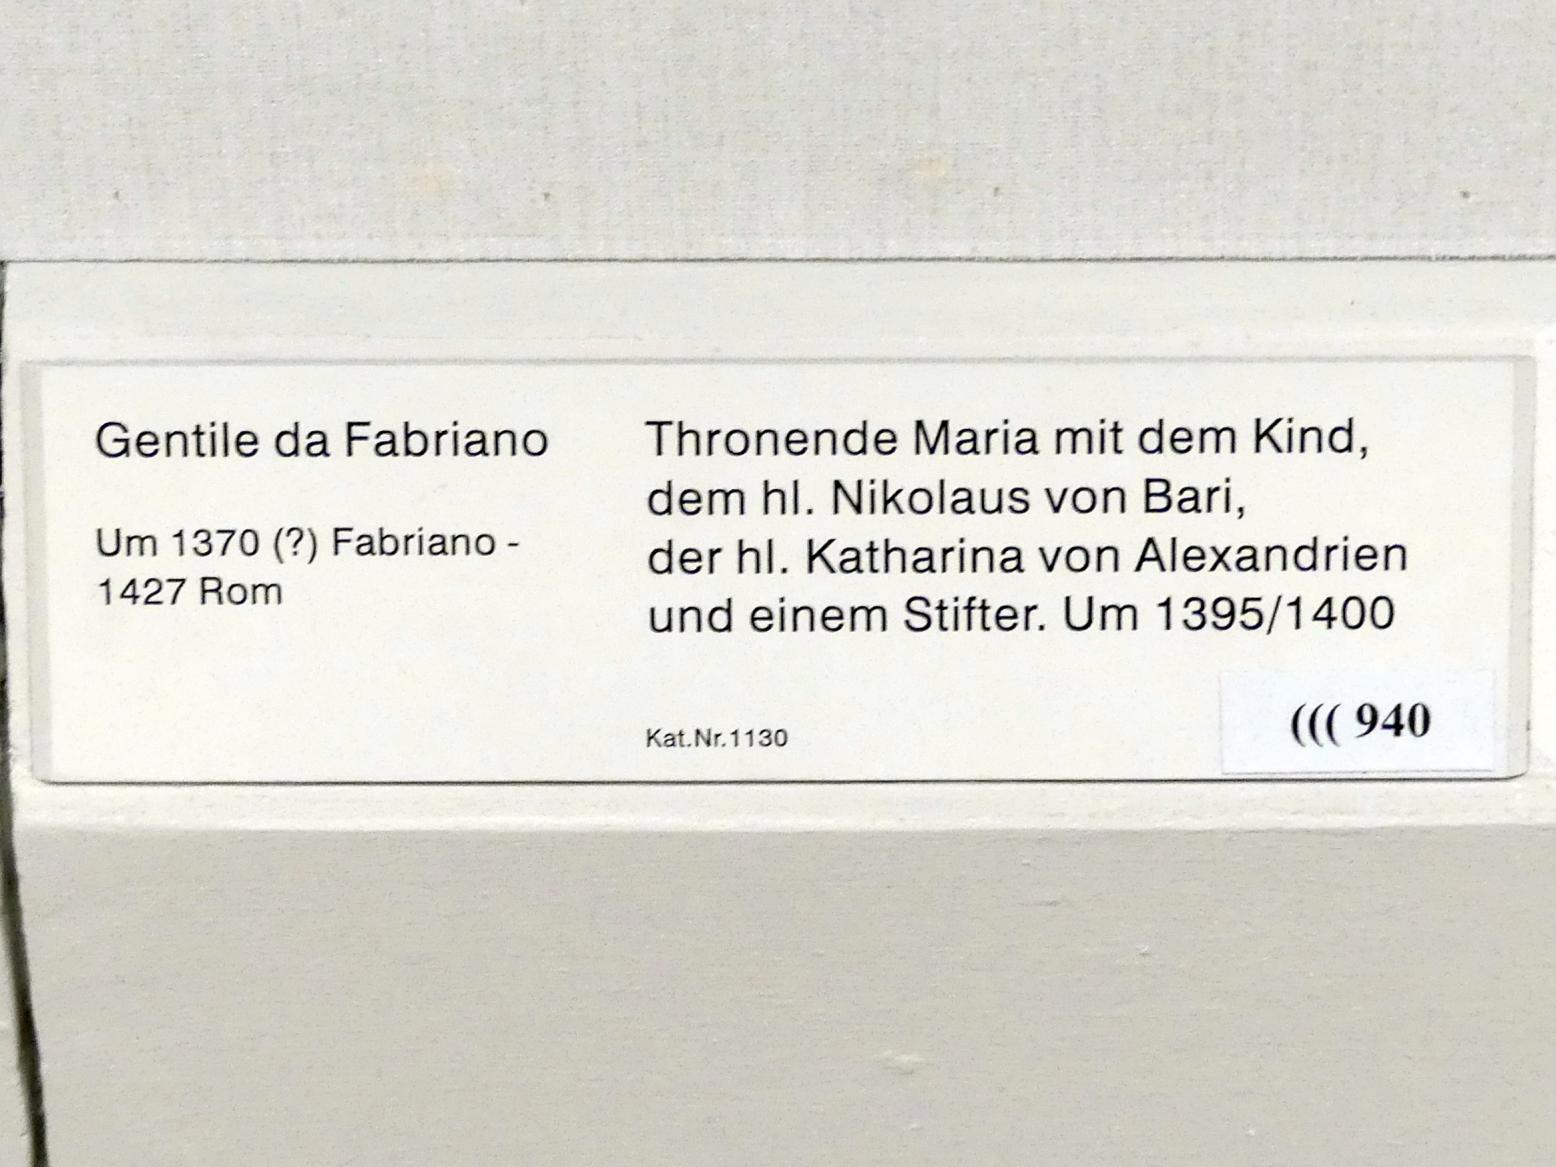 Gentile da Fabriano
Um 1370 (?) Fabriano -
1427 Rom
Thronende Maria mit dem Kind,
dem hl. Nikolaus von Bari,
der hl. Katharina von Alexandrien
und einem Stifter. Um 1395/1400
Kat.Nr.1130
((( 940